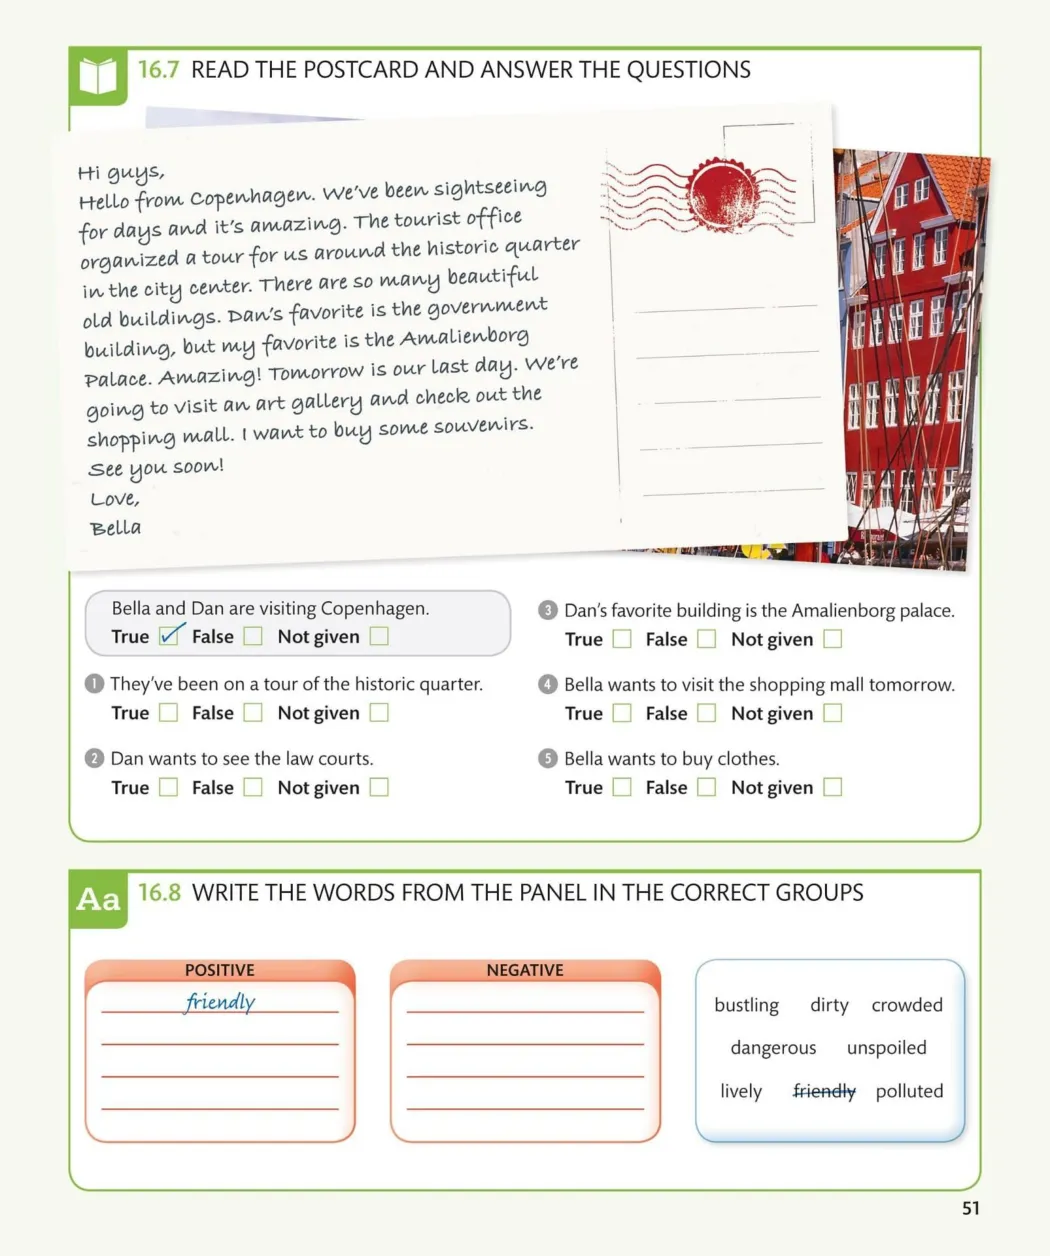 16.7 READ THE POSTCARD AND ANSWER THE QUESTIONS
Hi guys,
Hello from Copenhagen. We've been sightseeing
for days and it's amazing. The tourist office
organized a tour for us around the historic quarter
in the city center. There are so many beautiful
old buildings. Dan's favorite is the government
building, but my favorite is the Amalienborg
Palace. Amazing! Tomorrow is our last day. We're
going to visit an art gallery and check out the
shopping mall. I want to buy some souvenirs.
See you soon!
Love,
Bella
Bella and Dan are visiting Copenhagen.
True False Not given
1 They've been on a tour of the historic quarter.
True False Not given
2 Dan wants to see the law courts.
True False Not given
3 Dan's favorite building is the Amalienborg palace.
True False Not given
4 Bella wants to visit the shopping mall tomorrow.
True False Not given
5 Bella wants to buy clothes.
True False Not given
Aa 16.8 WRITE THE WORDS FROM THE PANEL IN THE CORRECT GROUPS
POSITIVE
friendly
NEGATIVE
bustling dirty crowded
dangerous unspoiled
lively friendly polluted
51